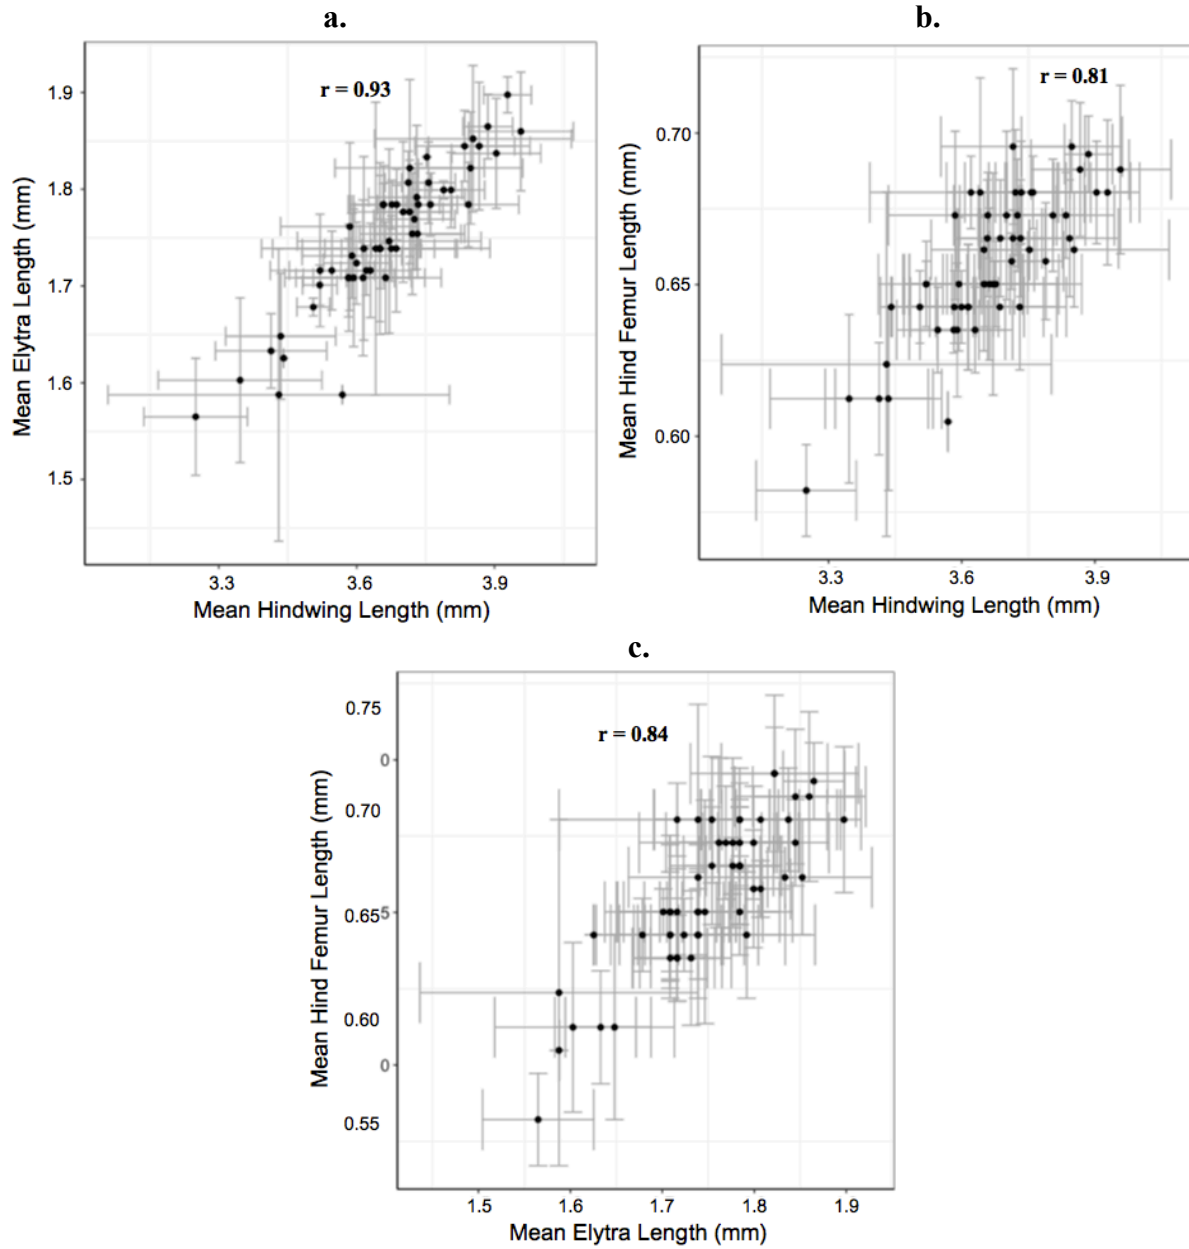 a.
r = 0.93
1.9
1.8
1.7
1.6
1.5
Mean Elytra Length (mm)
3.3 3.6 3.9
Mean Hindwing Length (mm)
b.
r = 0.81
0.70
0.65
0.60
Mean Hind Femur Length (mm)
3.3 3.6 3.9
Mean Hindwing Length (mm)
c.
r = 0.84
0.75
0
0.70
0.655
0.60
0
0.55
Mean Hind Femur Length (mm)
1.5 1.6 1.7 1.8 1.9
Mean Elytra Length (mm)